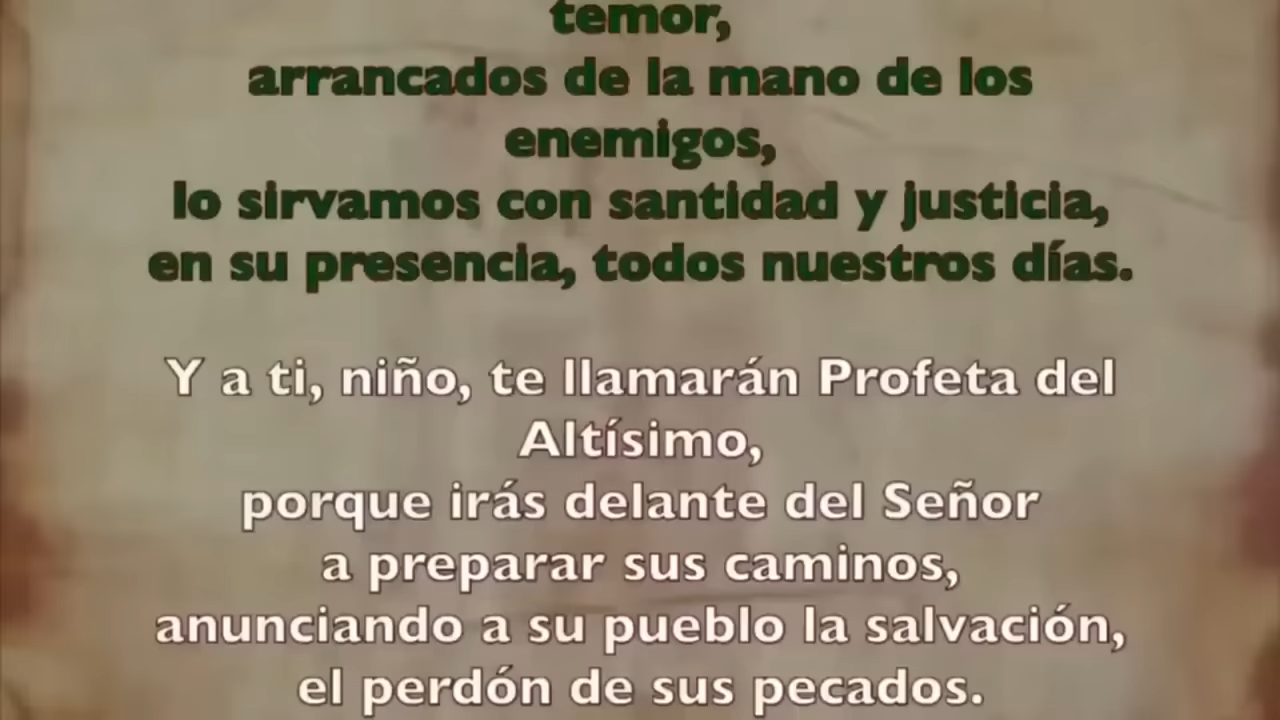 temor,
arrancados de la mano de los
enemigos,
lo sirvamos con santidad y justicia,
en su presencia, todos nuestros días.
Y a ti, niño, te llamarán Profeta del
Altísimo,
porque irás delante del Señor
a preparar sus caminos,
anunciando a su pueblo la salvación,
el perdón de sus pecados.